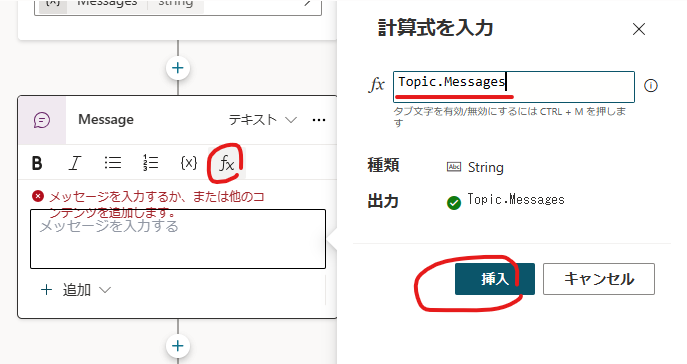 {x} Messages string
Message テキスト
B I {x} fx
メッセージを入力するか、または他のコ
ンテンツを追加します。
メッセージを入力する
+ 追加
計算式を入力
fx Topic.Messages
タブ文字を有効/無効にするには CTRL + M を押しま
す
種類 Abc String
出力 Topic.Messages
挿入 キャンセル